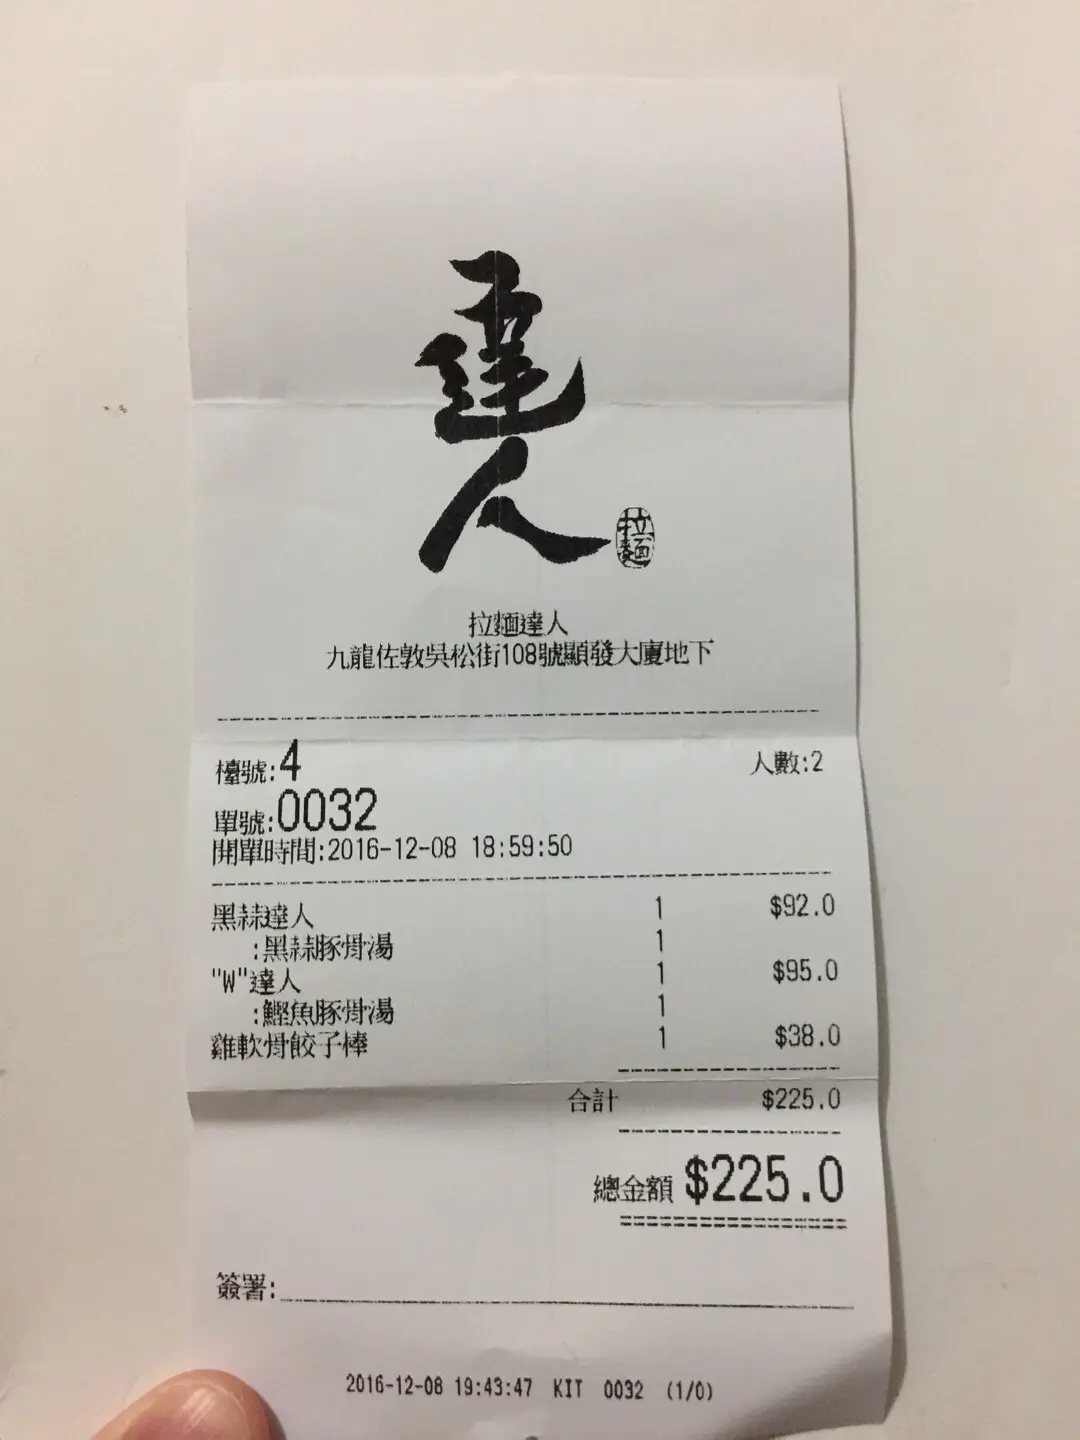 達人
拉麵
拉麵達人
九龍佐敦吳松街108號顯發大廈地下
檯號:4 人數:2
單號:0032
開單時間:2016-12-08 18:59:50
黑蒜達人 1 $92.0
:黑蒜豚骨湯 1
"W"達人 1 $95.0
:鰹魚豚骨湯 1
雞軟骨餃子棒 1 $38.0
合計 $225.0
總金額 $225.0
簽署:
2016-12-08 19:43:47 KIT 0032 (1/0)